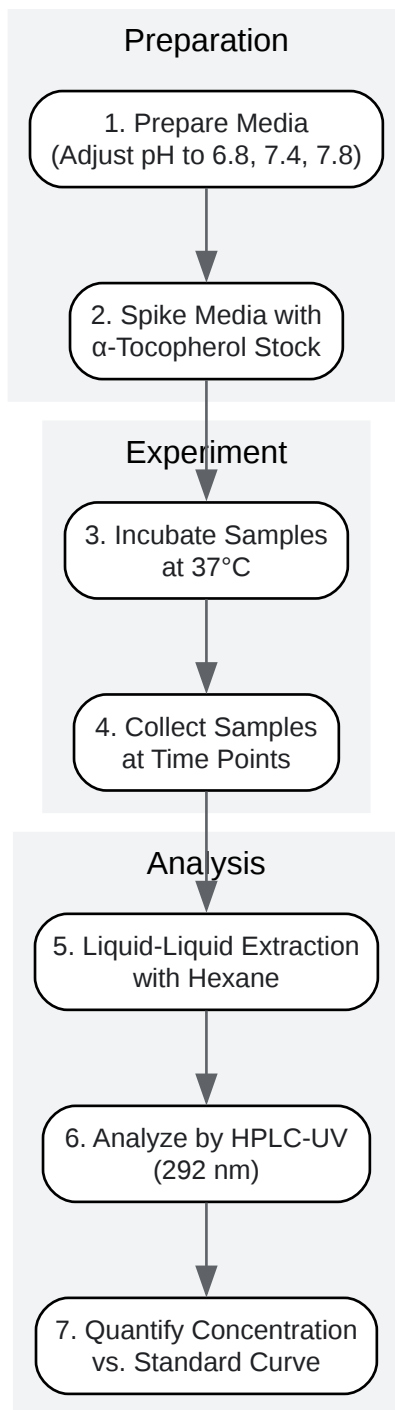 Preparation
1. Prepare Media
(Adjust pH to 6.8, 7.4, 7.8)
2. Spike Media with
α-Tocopherol Stock
Experiment
3. Incubate Samples
at 37°C
4. Collect Samples
at Time Points
Analysis
5. Liquid-Liquid Extraction
with Hexane
6. Analyze by HPLC-UV
(292 nm)
7. Quantify Concentration
vs. Standard Curve